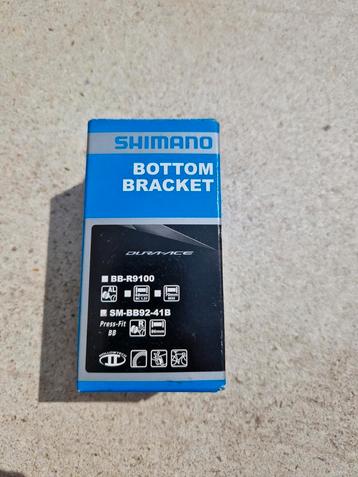 SHIMANO
BOTTOM
BRACKET
DURA-ACE
BB-R9100
SM-BB92-41B
Press-Fit
BB